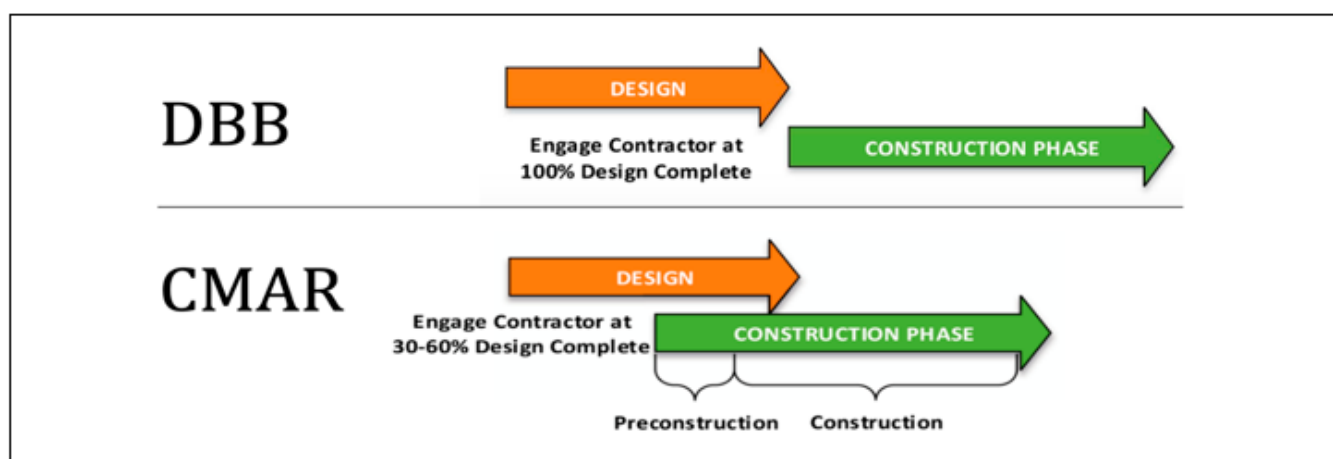 DBB
DESIGN
Engage Contractor at
100% Design Complete
CONSTRUCTION PHASE
CMAR
DESIGN
Engage Contractor at
30-60% Design Complete
CONSTRUCTION PHASE
Preconstruction
Construction